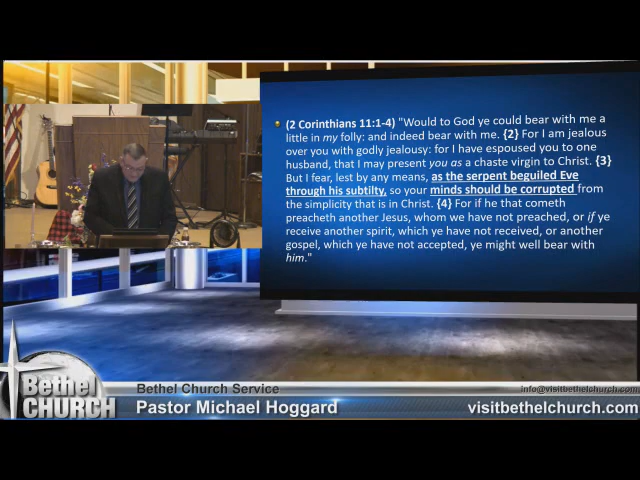 (2 Corinthians 11:1-4) "Would to God ye could bear with me a
little in my folly: and indeed bear with me. {2} For I am jealous
over you with godly jealousy: for I have espoused you to one
husband, that I may present you as a chaste virgin to Christ. {3}
But I fear, lest by any means, as the serpent beguiled Eve
through his subtilty, so your minds should be corrupted from
the simplicity that is in Christ. {4} For if he that cometh
preacheth another Jesus, whom we have not preached, or if ye
receive another spirit, which ye have not received, or another
gospel, which ye have not accepted, ye might well bear with
him."
Bethel
CHURCH
Bethel Church Service
info@visitbethelchurch.com
Pastor Michael Hoggard
visitbethelchurch.com